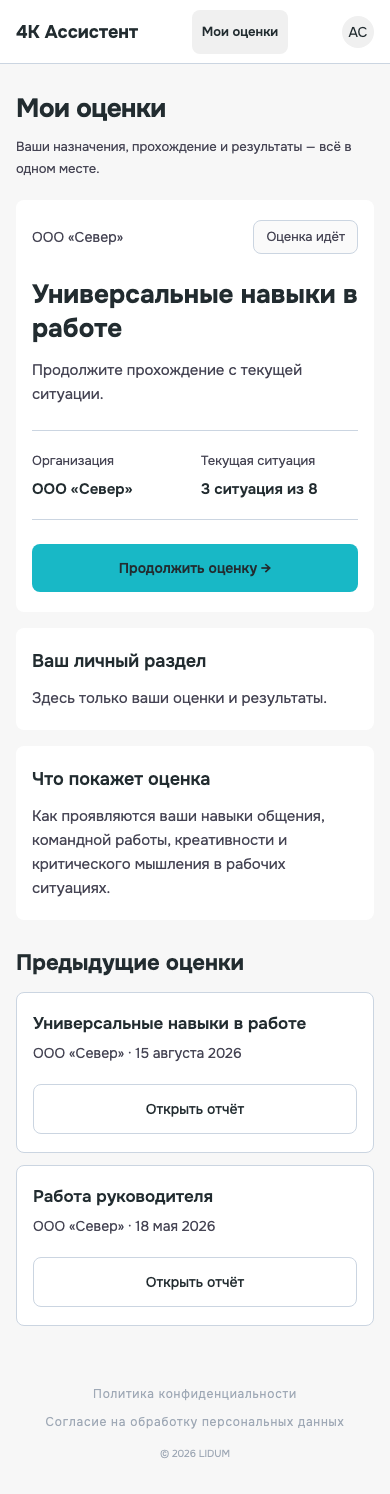 4K Ассистент
Мои оценки
АС
Мои оценки
Ваши назначения, прохождение и результаты — всё в
одном месте.
ООО «Север»
Оценка идёт
Универсальные навыки в
работе
Продолжите прохождение с текущей
ситуации.
Организация
Текущая ситуация
ООО «Север»
3 ситуация из 8
Продолжить оценку →
Ваш личный раздел
Здесь только ваши оценки и результаты.
Что покажет оценка
Как проявляются ваши навыки общения,
командной работы, креативности и
критического мышления в рабочих
ситуациях.
Предыдущие оценки
Универсальные навыки в работе
ООО «Север» · 15 августа 2026
Открыть отчёт
Работа руководителя
ООО «Север» · 18 мая 2026
Открыть отчёт
Политика конфиденциальности
Согласие на обработку персональных данных
© 2026 LIDUM